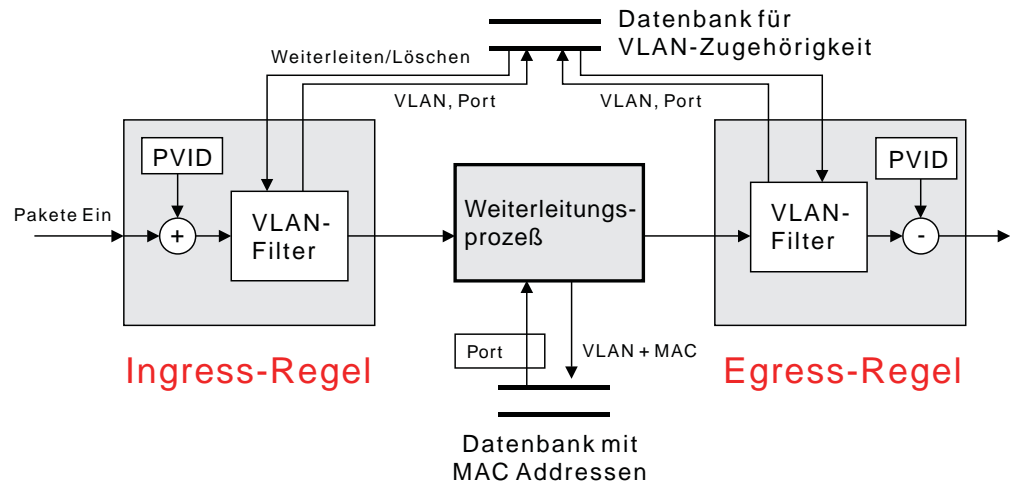 Datenbank für
VLAN-Zugehörigkeit
Weiterleiten/Löschen
VLAN, Port
VLAN, Port
PVID
PVID
Pakete Ein
+
VLAN-
Filter
Weiterleitungs-
prozeß
VLAN-
Filter
-
Port
VLAN + MAC
Ingress-Regel
Egress-Regel
Datenbank mit
MAC Addressen